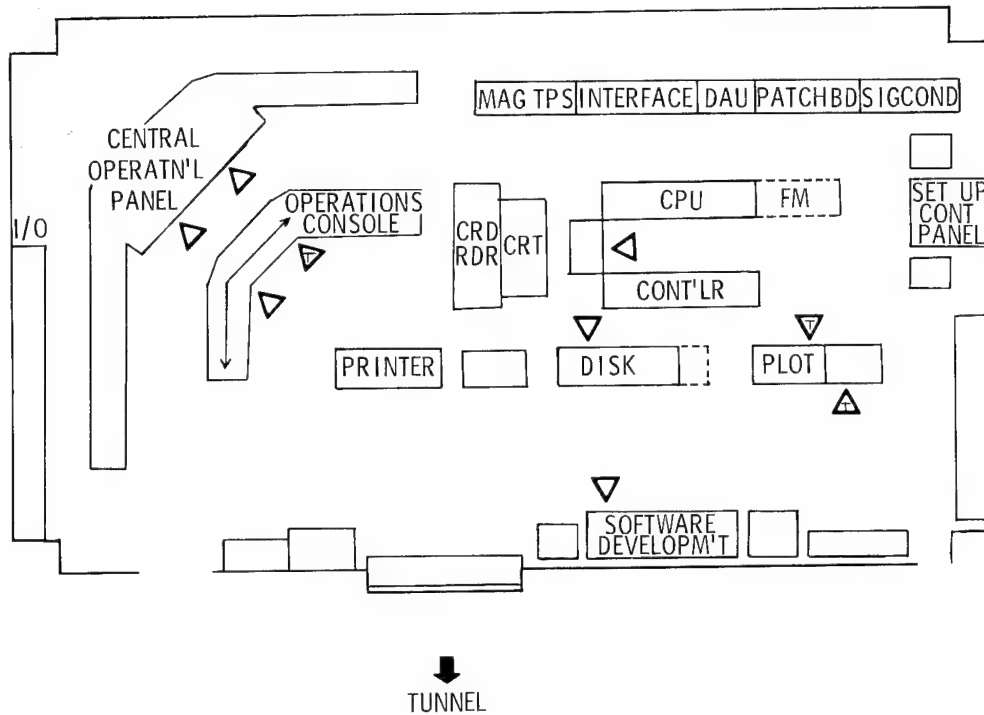 MAG TPS INTERFACE DAU PATCHBD SIGCOND
CENTRAL
OPERATN'L
PANEL
OPERATIONS
CONSOLE
I/O
CRD
RDR
CRT
CPU
FM
SET UP
CONT
PANEL
CONT'LR
T
PRINTER
DISK
T
PLOT
T
SOFTWARE
DEVELOPM'T
TUNNEL